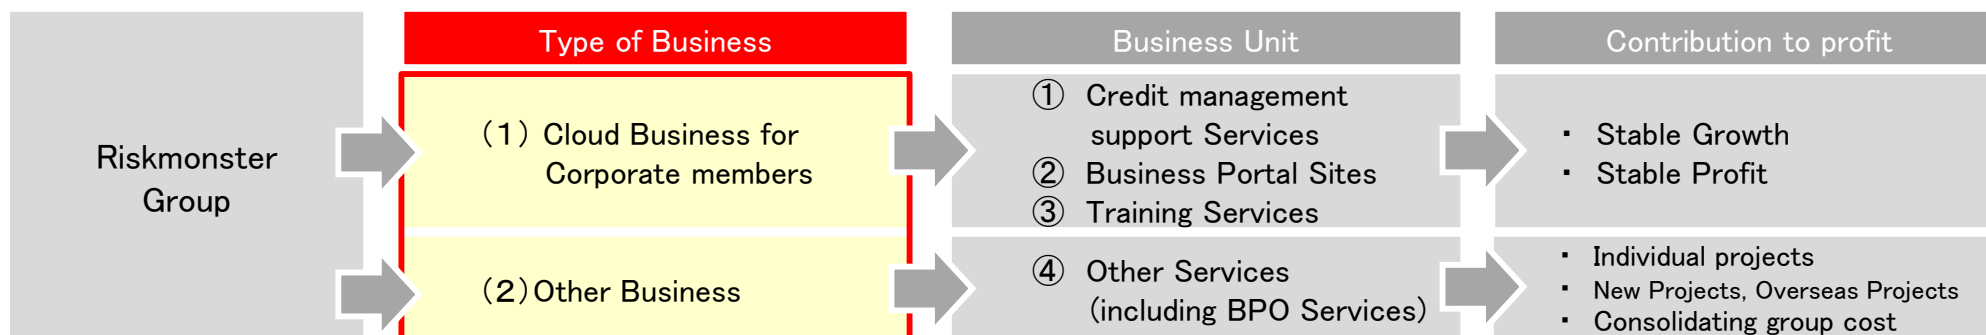 Type of Business
Business Unit
Contribution to profit
Riskmonster
Group
（1） Cloud Business for
Corporate members
① Credit management
support Services
② Business Portal Sites
③ Training Services
・ Stable Growth
・ Stable Profit
（2）Other Business
④ Other Services
(including BPO Services)
・ Individual projects
・ New Projects, Overseas Projects
・ Consolidating group cost